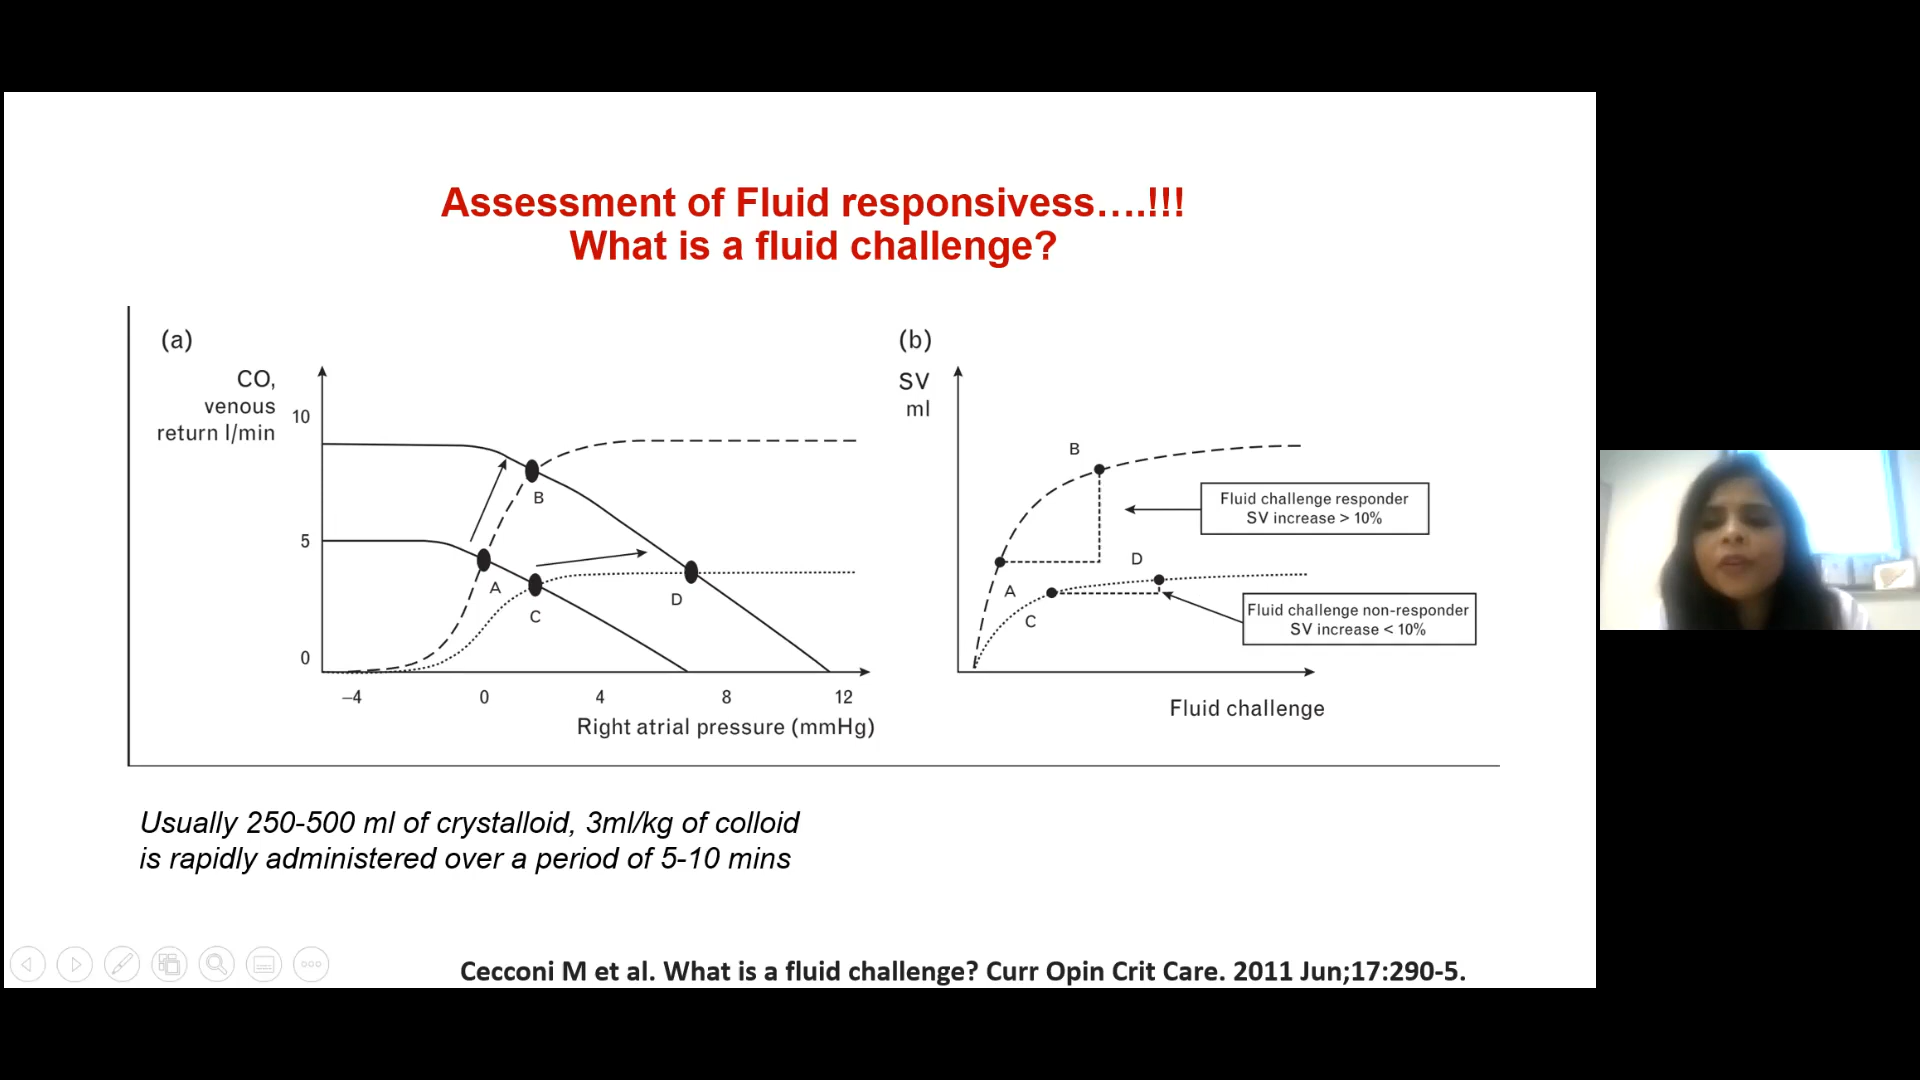 Assessment of Fluid responsivess….!!!
What is a fluid challenge?
(a)
CO,
venous
return l/min
10
5
0
B
A
C
D
–4
0
4
8
12
Right atrial pressure (mmHg)
(b)
SV
ml
B
Fluid challenge responder
SV increase > 10%
D
A
C
Fluid challenge non-responder
SV increase < 10%
Fluid challenge
Usually 250-500 ml of crystalloid, 3ml/kg of colloid
is rapidly administered over a period of 5-10 mins
Cecconi M et al. What is a fluid challenge? Curr Opin Crit Care. 2011 Jun;17:290-5.